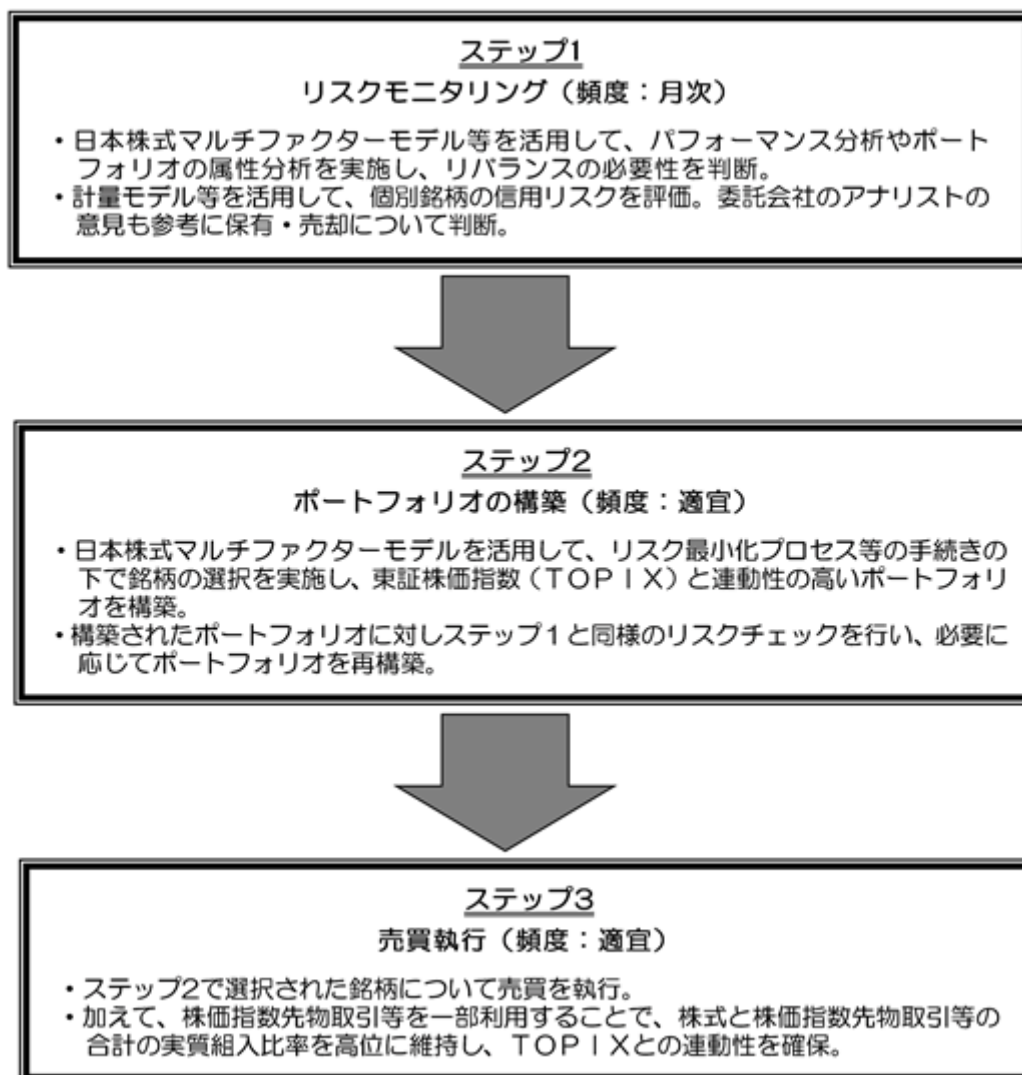 ステップ1
リスクモニタリング（頻度：月次）
・日本株式マルチファクターモデル等を活用して、パフォーマンス分析やポート
フォリオの属性分析を実施し、リバランスの必要性を判断。
・計量モデル等を活用して、個別銘柄の信用リスクを評価。委託会社のアナリストの
意見も参考に保有・売却について判断。
ステップ2
ポートフォリオの構築（頻度：適宜）
・日本株式マルチファクターモデルを活用して、リスク最小化プロセス等の手続きの
下で銘柄の選択を実施し、東証株価指数（ＴＯＰＩＸ）と連動性の高いポートフォリ
オを構築。
・構築されたポートフォリオに対しステップ１と同様のリスクチェックを行い、必要に
応じてポートフォリオを再構築。
ステップ3
売買執行（頻度：適宜）
・ステップ2で選択された銘柄について売買を執行。
・加えて、株価指数先物取引等を一部利用することで、株式と株価指数先物取引等の
合計の実質組入比率を高位に維持し、ＴＯＰＩＸとの連動性を確保。